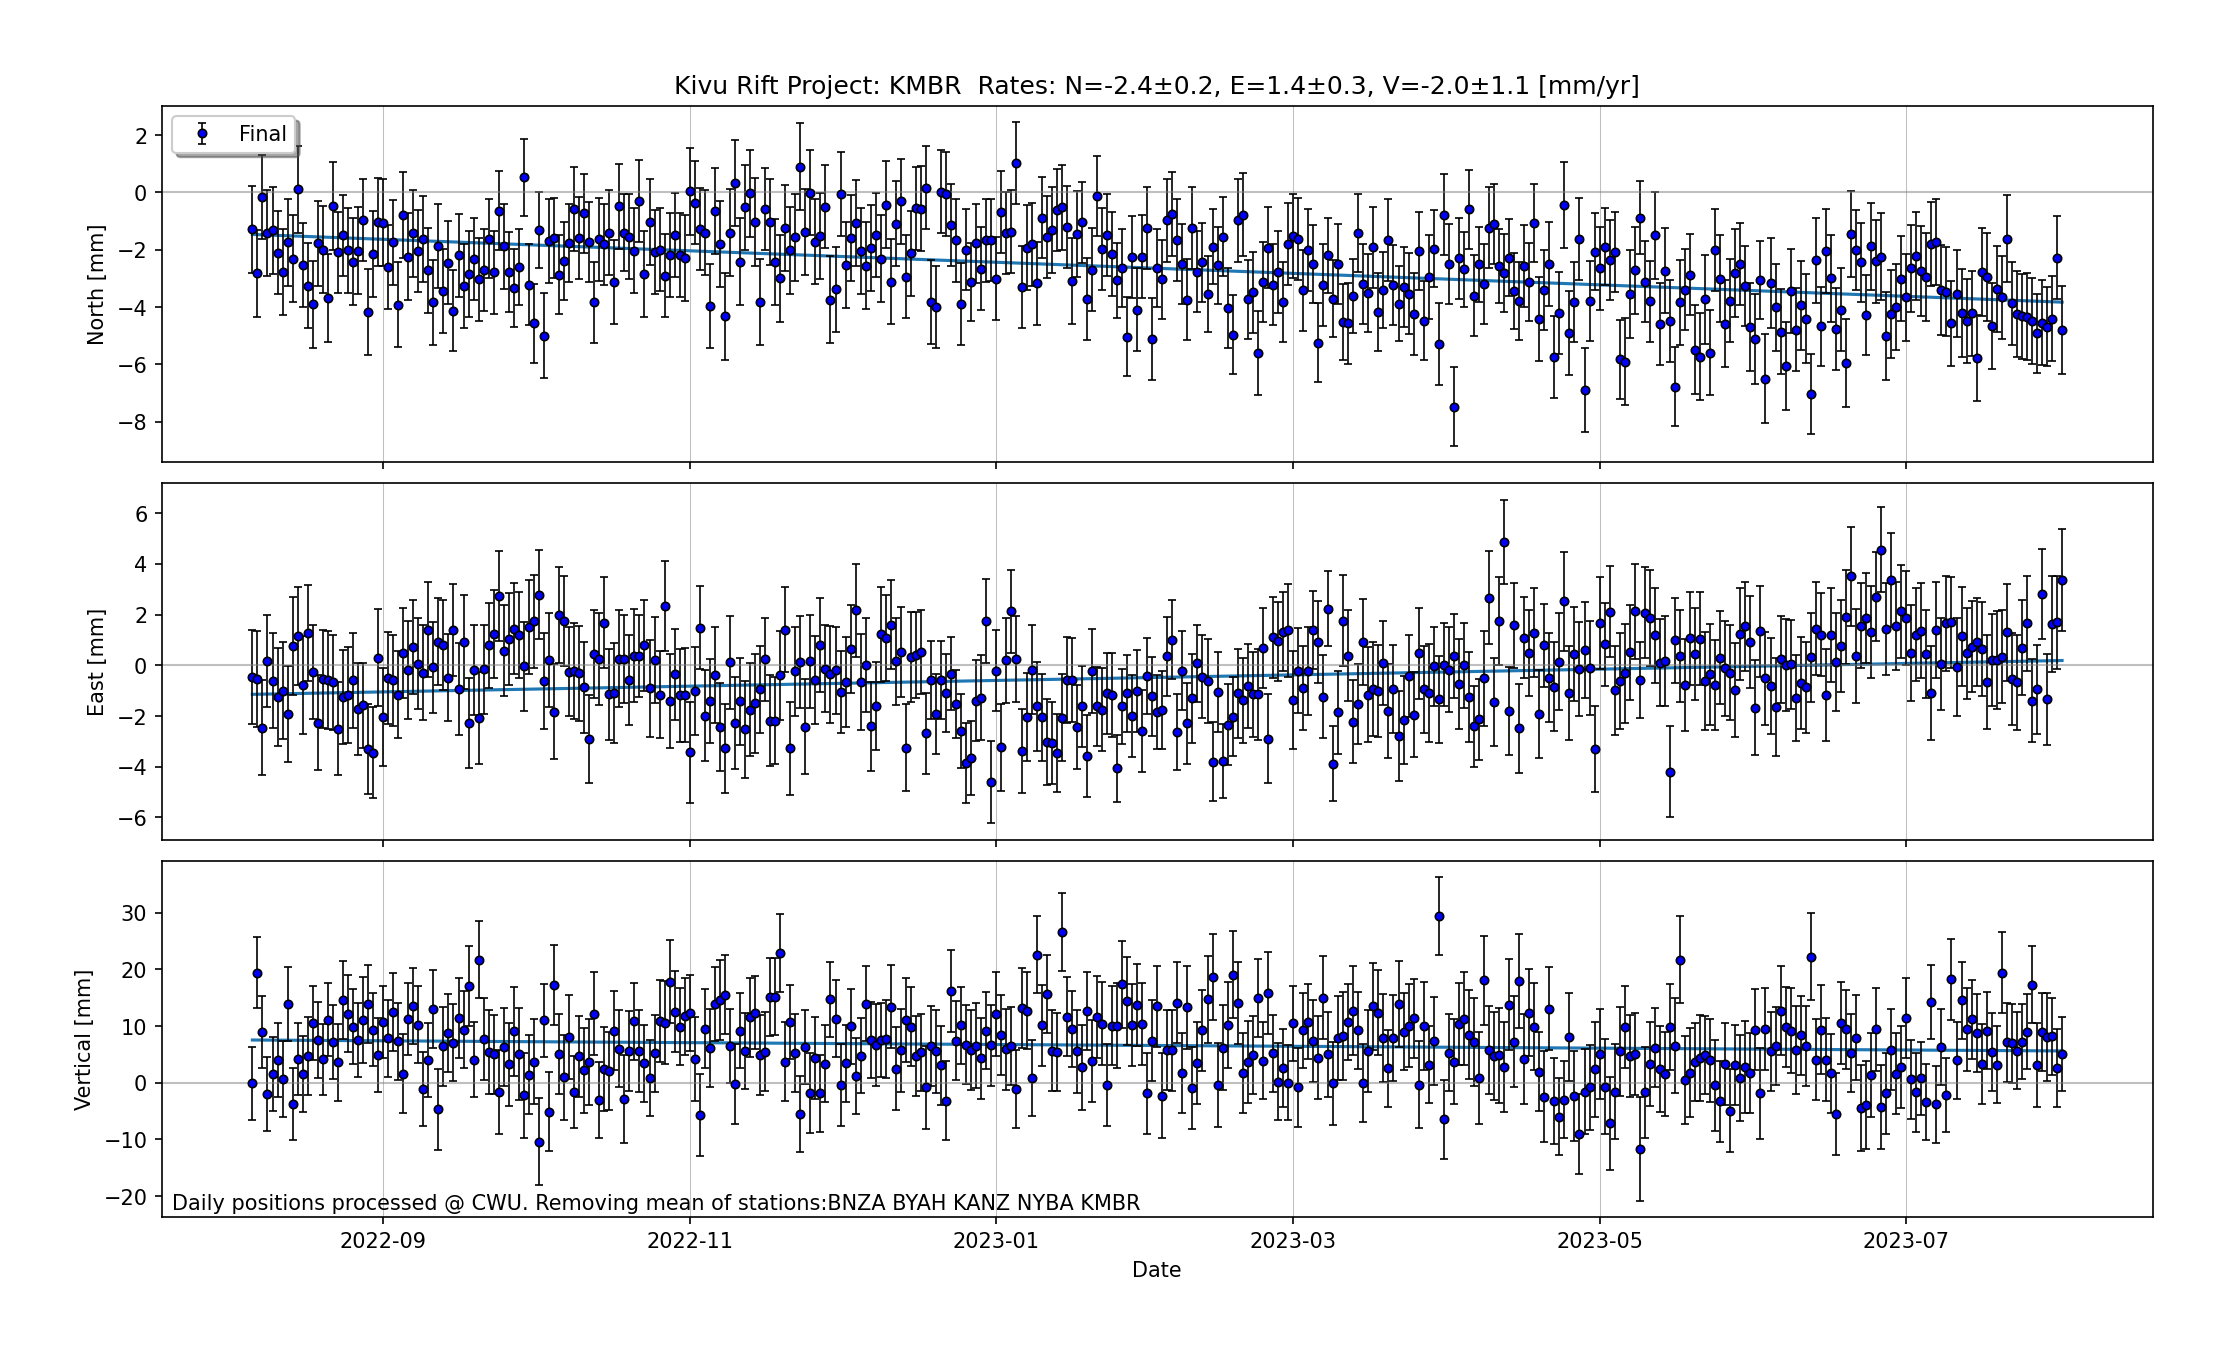 Kivu Rift Project: KMBR  Rates: N=-2.4±0.2, E=1.4±0.3, V=-2.0±1.1 [mm/yr]
Final
2
0
−2
−4
−6
−8
North [mm]
6
4
2
0
−2
−4
−6
East [mm]
30
20
10
0
−10
−20
Vertical [mm]
Daily positions processed @ CWU. Removing mean of stations:BNZA BYAH KANZ NYBA KMBR
2022-09 2022-11 2023-01 2023-03 2023-05 2023-07
Date